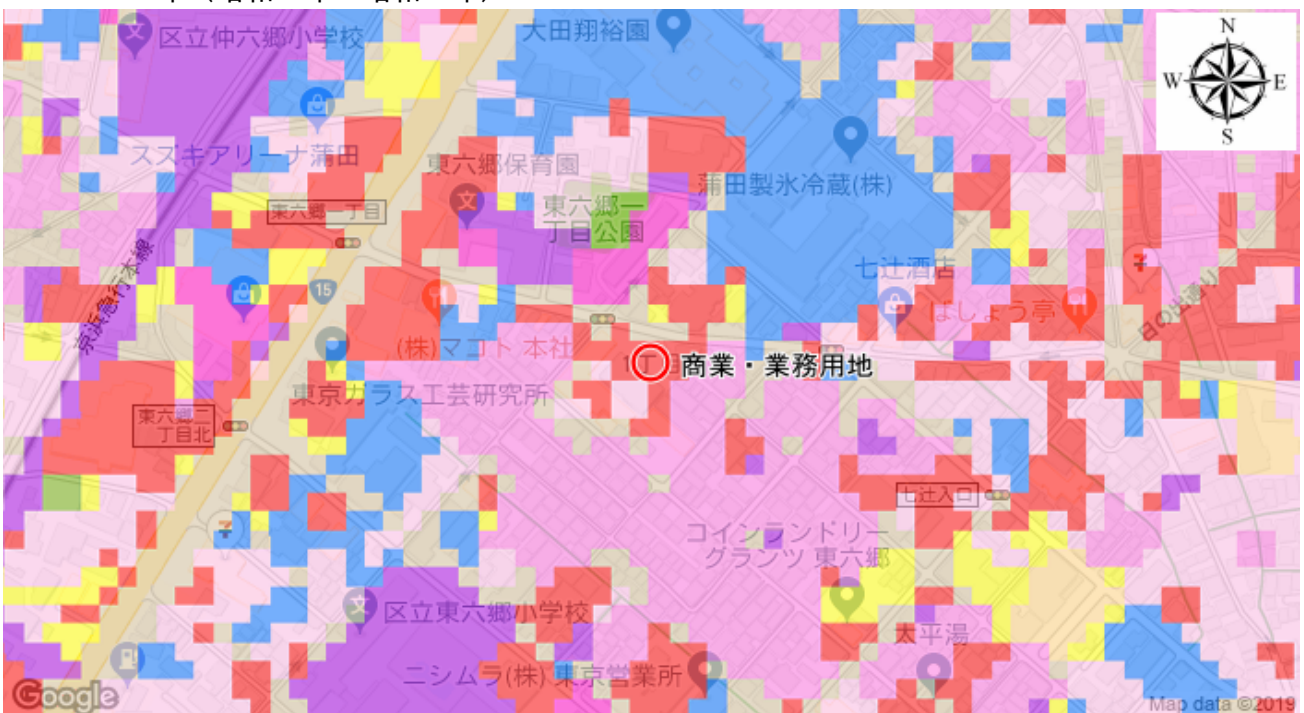 区立仲六郷小学校
大田翔裕園
N
W
E
S
スズキアリーナ蒲田
東六郷保育園
蒲田製氷冷蔵(株)
東六郷一丁目
東六郷一
丁目公園
京浜急行本線
15
七辻酒店
ばしょう亭
日の出通り
(株)マコト 本社
商業・業務用地
東京ガラス工芸研究所
東六郷二
丁目北
七辻入口
コインランドリー
グランツ 東六郷
区立東六郷小学校
太平湯
ニシムラ(株) 東京営業所
Google
Map data ©2019